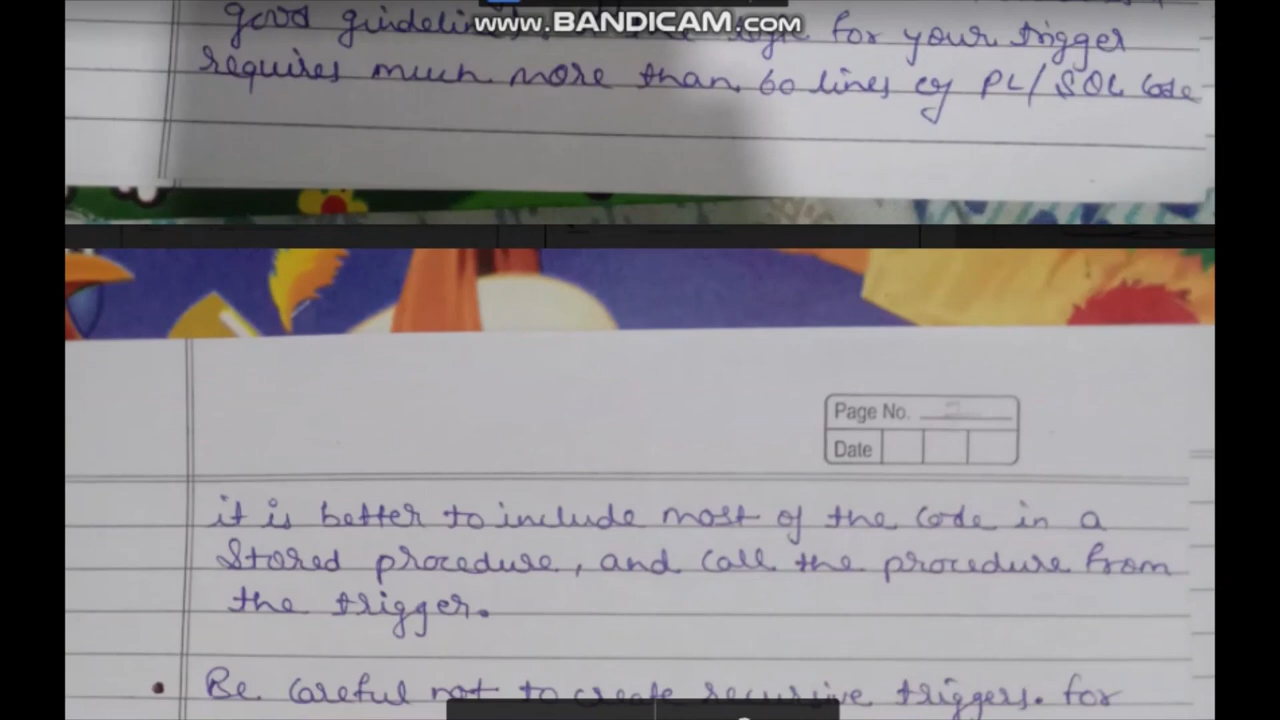 www.BANDICAM.com
good guideline for your trigger
requires much more than 60 lines of PL/SQL Code
Page No. 2
Date
it is better to include most of the code in a
Stored procedure, and call the procedure from
the trigger.
• Be careful not to create recursive triggers. For